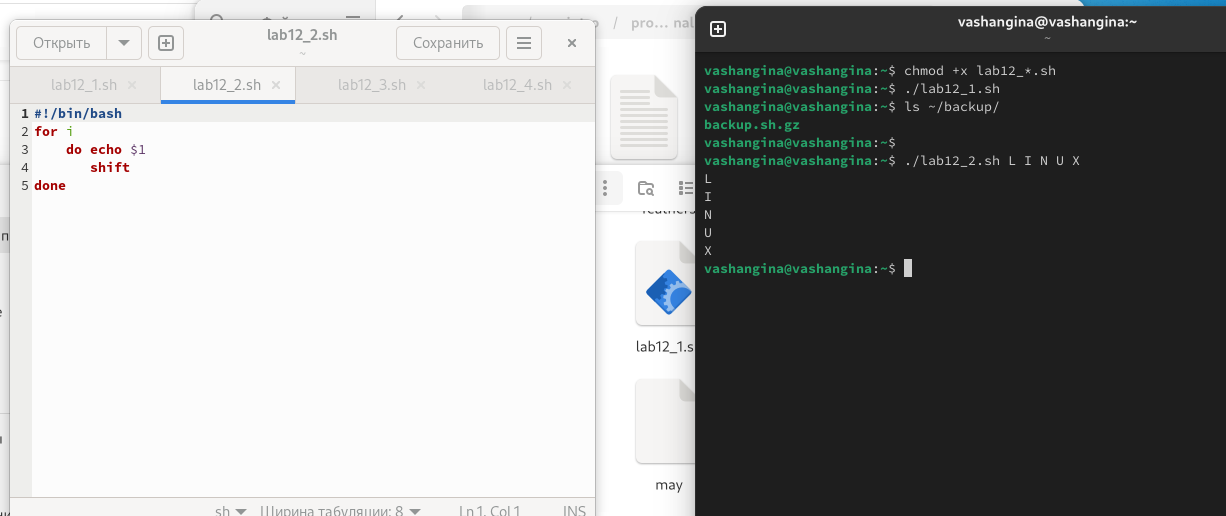 Открыть
lab12_2.sh
~
Сохранить
lab12_1.sh
lab12_2.sh
lab12_3.sh
lab12_4.sh
1 #!/bin/bash
2 for i
3     do echo $1
4        shift
5 done
sh
Ширина табуляции: 8
Ln 1, Col 1
INS
/ pro… nal
lab12_1.s
may
vashangina@vashangina:~
~
vashangina@vashangina:~$ chmod +x lab12_*.sh
vashangina@vashangina:~$ ./lab12_1.sh
vashangina@vashangina:~$ ls ~/backup/
backup.sh.gz
vashangina@vashangina:~$
vashangina@vashangina:~$ ./lab12_2.sh L I N U X
L
I
N
U
X
vashangina@vashangina:~$